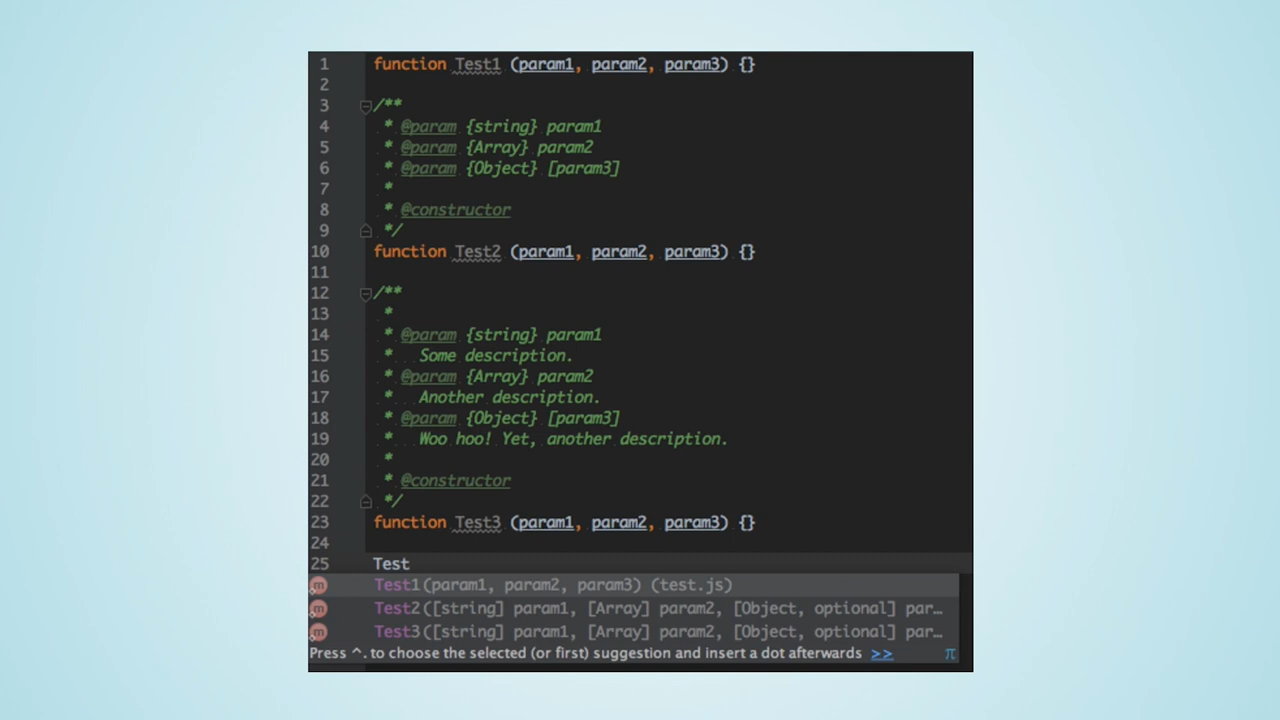 1 function Test1 (param1, param2, param3) {}
2
3 /**
4 * @param {string} param1
5 * @param {Array} param2
6 * @param {Object} [param3]
7 *
8 * @constructor
9 */
10 function Test2 (param1, param2, param3) {}
11
12 /**
13 *
14 * @param {string} param1
15 * Some description.
16 * @param {Array} param2
17 * Another description.
18 * @param {Object} [param3]
19 * Woo hoo! Yet, another description.
20 *
21 * @constructor
22 */
23 function Test3 (param1, param2, param3) {}
24
25 Test
m Test1(param1, param2, param3) (test.js)
m Test2([string] param1, [Array] param2, [Object, optional] par…
m Test3([string] param1, [Array] param2, [Object, optional] par…
Press ^. to choose the selected (or first) suggestion and insert a dot afterwards >> π